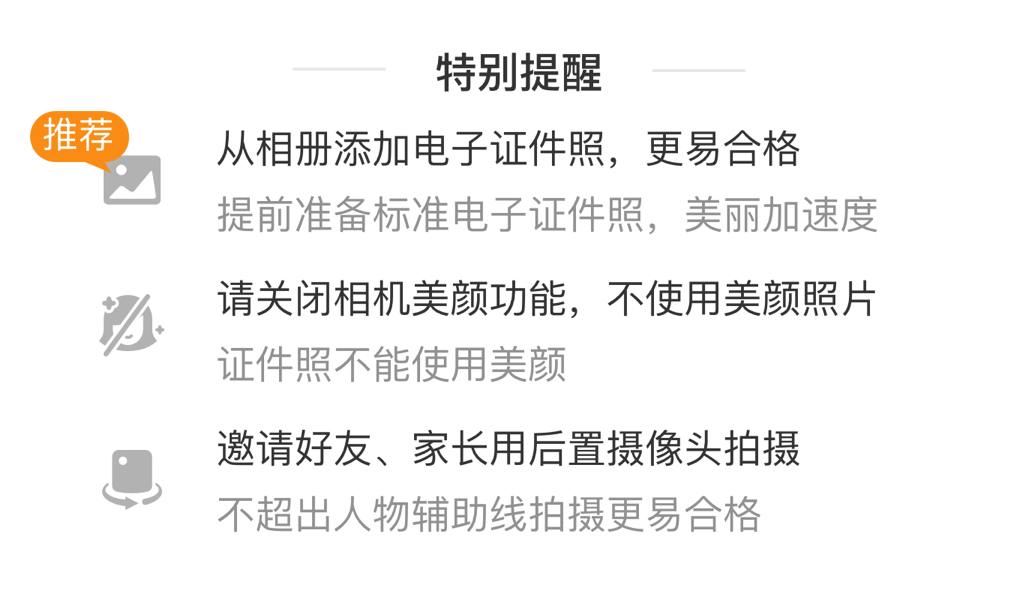 特别提醒
推荐
从相册添加电子证件照，更易合格
提前准备标准电子证件照，美丽加速度
请关闭相机美颜功能，不使用美颜照片
证件照不能使用美颜
邀请好友、家长用后置摄像头拍摄
不超出人物辅助线拍摄更易合格